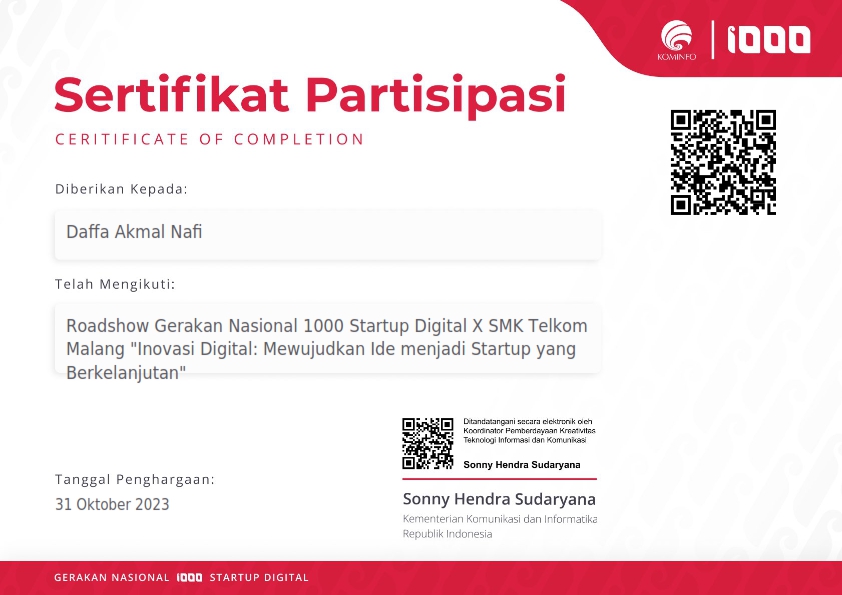 KOMINFO
1000
Sertifikat Partisipasi
CERITIFICATE OF COMPLETION
Diberikan Kepada:
Daffa Akmal Nafi
Telah Mengikuti:
Roadshow Gerakan Nasional 1000 Startup Digital X SMK Telkom
Malang "Inovasi Digital: Mewujudkan Ide menjadi Startup yang
Berkelanjutan"
Ditandatangani secara elektronik oleh
Koordinator Pemberdayaan Kreativitas
Teknologi Informasi dan Komunikasi
Sonny Hendra Sudaryana
Tanggal Penghargaan:
31 Oktober 2023
Sonny Hendra Sudaryana
Kementerian Komunikasi dan Informatika
Republik Indonesia
GERAKAN NASIONAL 1000 STARTUP DIGITAL